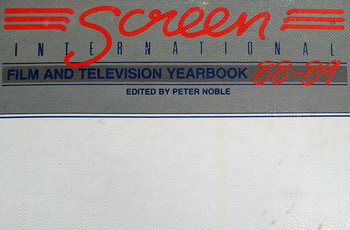 Screen
INTERNATIONAL
FILM AND TELEVISION YEARBOOK 88-89
EDITED BY PETER NOBLE